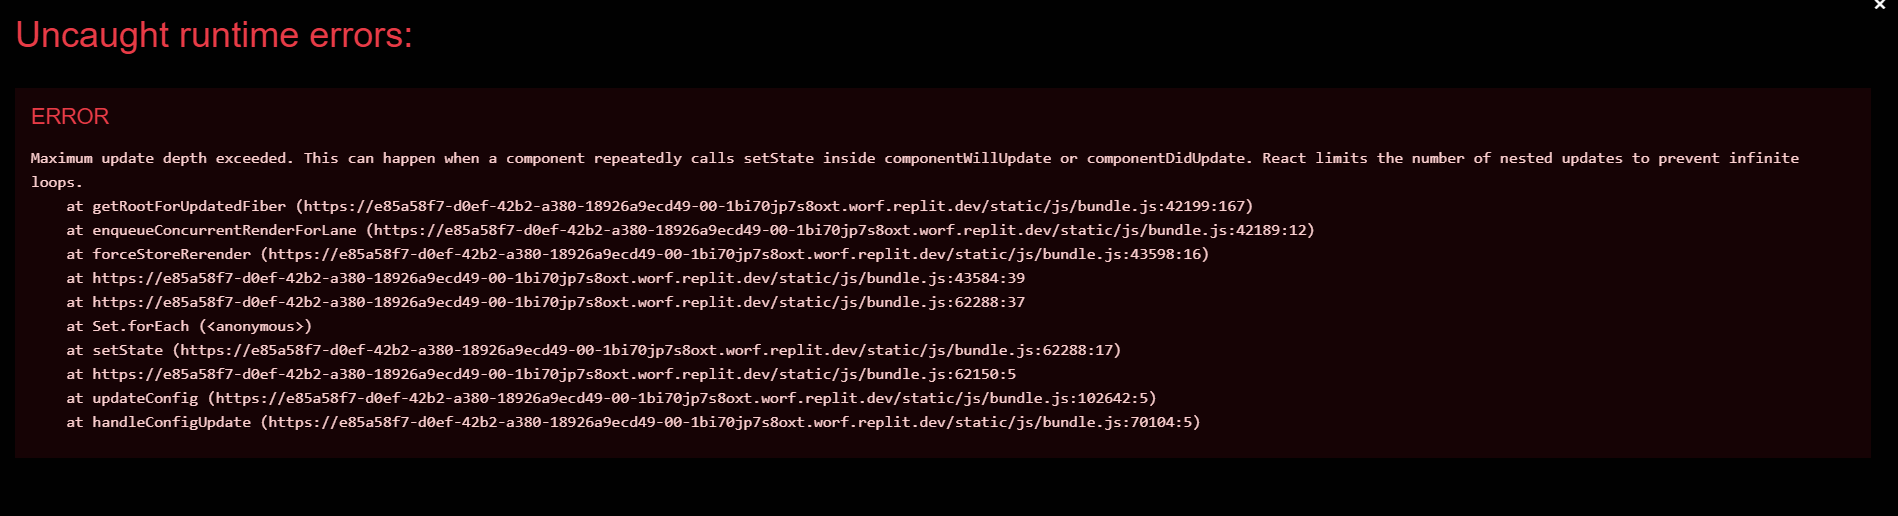 ×
Uncaught runtime errors:
ERROR
Maximum update depth exceeded. This can happen when a component repeatedly calls setState inside componentWillUpdate or componentDidUpdate. React limits the number of nested updates to prevent infinite
loops.
    at getRootForUpdatedFiber (https://e85a58f7-d0ef-42b2-a380-18926a9ecd49-00-1bi70jp7s8oxt.worf.replit.dev/static/js/bundle.js:42199:167)
    at enqueueConcurrentRenderForLane (https://e85a58f7-d0ef-42b2-a380-18926a9ecd49-00-1bi70jp7s8oxt.worf.replit.dev/static/js/bundle.js:42189:12)
    at forceStoreRerender (https://e85a58f7-d0ef-42b2-a380-18926a9ecd49-00-1bi70jp7s8oxt.worf.replit.dev/static/js/bundle.js:43598:16)
    at https://e85a58f7-d0ef-42b2-a380-18926a9ecd49-00-1bi70jp7s8oxt.worf.replit.dev/static/js/bundle.js:43584:39
    at https://e85a58f7-d0ef-42b2-a380-18926a9ecd49-00-1bi70jp7s8oxt.worf.replit.dev/static/js/bundle.js:62288:37
    at Set.forEach (<anonymous>)
    at setState (https://e85a58f7-d0ef-42b2-a380-18926a9ecd49-00-1bi70jp7s8oxt.worf.replit.dev/static/js/bundle.js:62288:17)
    at https://e85a58f7-d0ef-42b2-a380-18926a9ecd49-00-1bi70jp7s8oxt.worf.replit.dev/static/js/bundle.js:62150:5
    at updateConfig (https://e85a58f7-d0ef-42b2-a380-18926a9ecd49-00-1bi70jp7s8oxt.worf.replit.dev/static/js/bundle.js:102642:5)
    at handleConfigUpdate (https://e85a58f7-d0ef-42b2-a380-18926a9ecd49-00-1bi70jp7s8oxt.worf.replit.dev/static/js/bundle.js:70104:5)